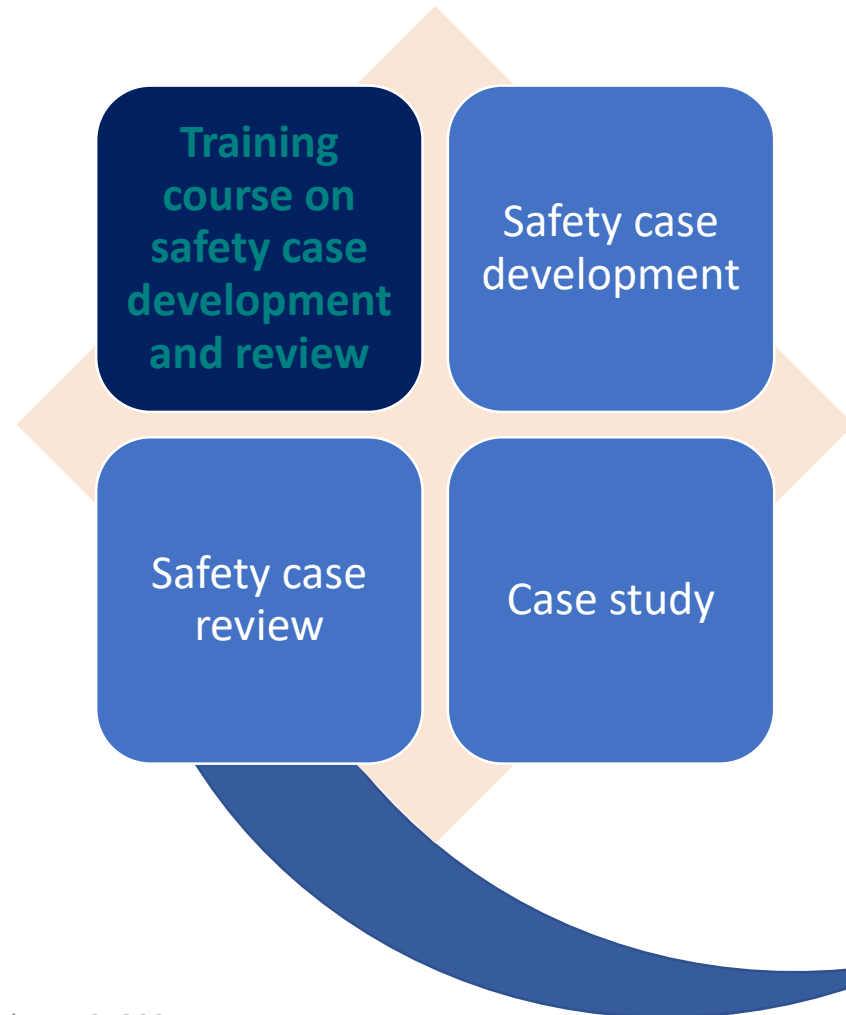 Training
course on
safety case
development
and review
Safety case
development
Safety case
review
Case study